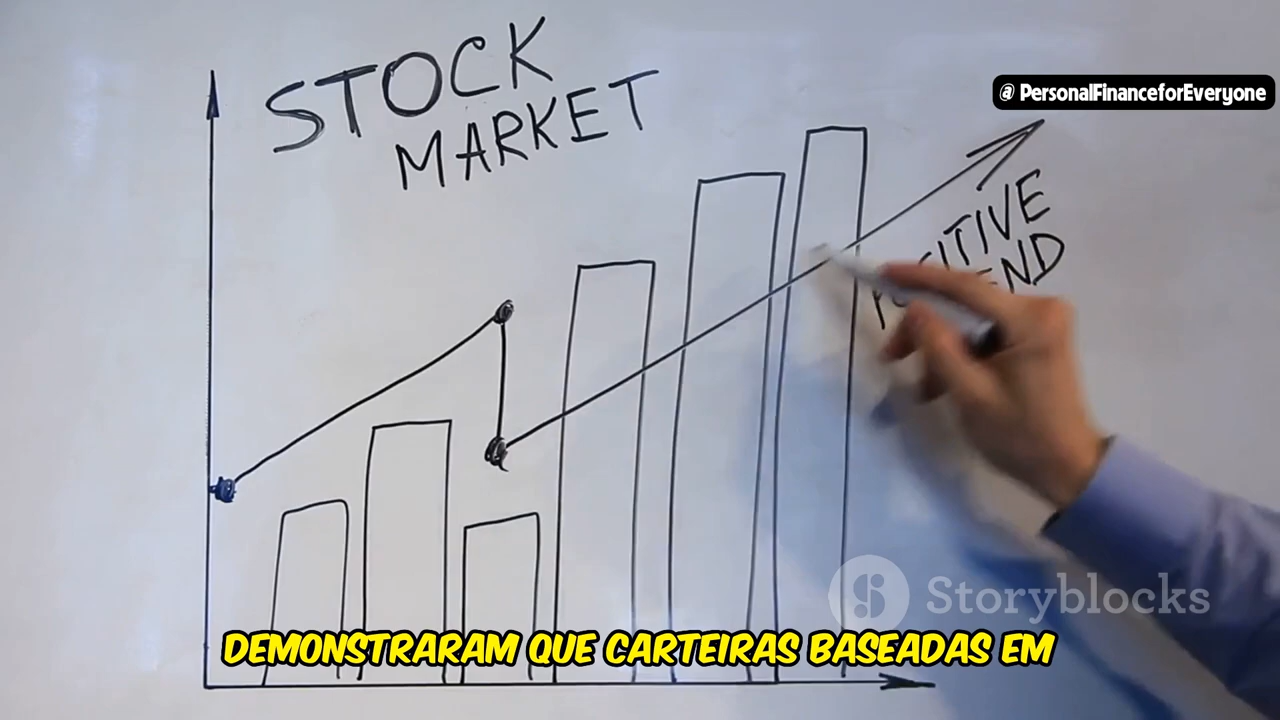 STOCK
MARKET
@ PersonalFinanceforEveryone
Storyblocks
DEMONSTRARAM QUE CARTEIRAS BASEADAS EM